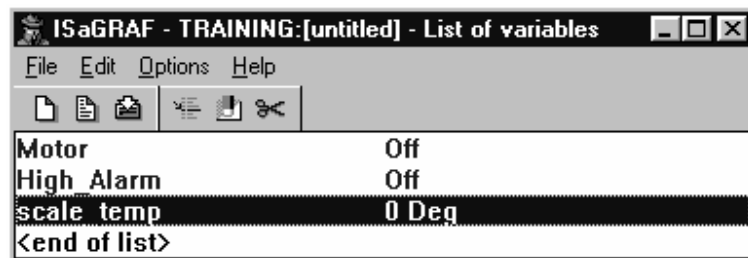 ISaGRAF - TRAINING:[untitled] - List of variables
File Edit Options Help
Motor Off
High_Alarm Off
scale_temp 0 Deg
<end of list>